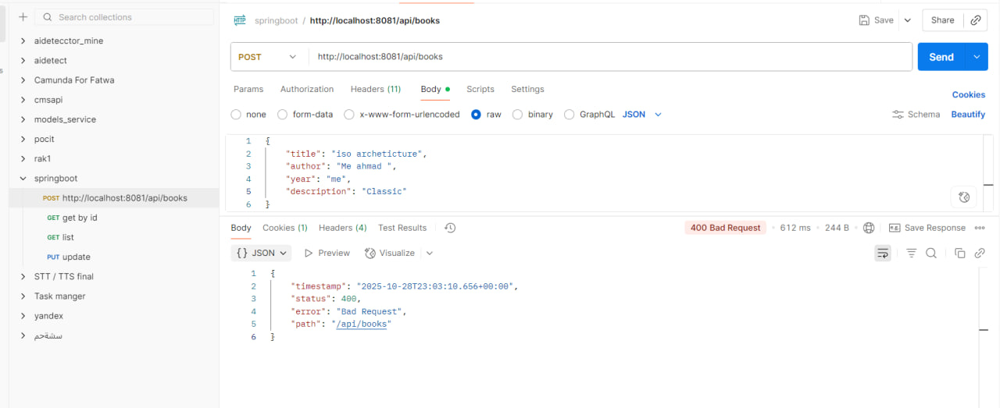 Search collections
aidetecctor_mine
aidetect
Camunda For Fatwa
cmsapi
models_service
pocit
rak1
springboot
POST http://localhost:8081/api/books
GET get by id
GET list
PUT update
STT / TTS final
Task manger
yandex
سشةحم
HTTP springboot / http://localhost:8081/api/books
Save
Share
POST http://localhost:8081/api/books
Send
Params Authorization Headers (11) Body Scripts Settings
Cookies
none form-data x-www-form-urlencoded raw binary GraphQL JSON
Schema Beautify
1 {
2 "title": "iso archeticture",
3 "author": "Me ahmad ",
4 "year": "me",
5 "description": "Classic"
6 }
Body Cookies (1) Headers (4) Test Results
400 Bad Request • 612 ms • 244 B
Save Response
{} JSON Preview Visualize
1 {
2 "timestamp": "2025-10-28T23:03:10.656+00:00",
3 "status": 400,
4 "error": "Bad Request",
5 "path": "/api/books"
6 }